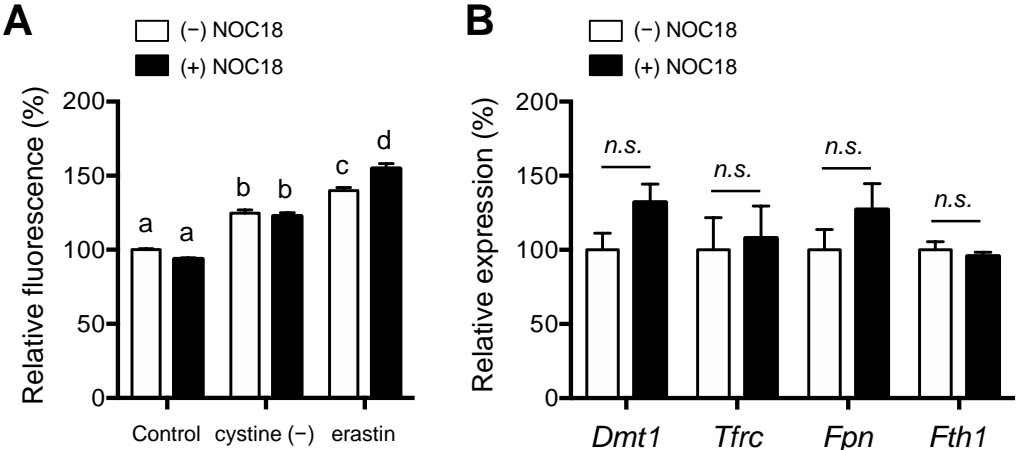 A
(−) NOC18
(+) NOC18
Relative fluorescence (%)
200
150
100
50
0
a
a
b
b
c
d
Control
cystine (−)
erastin
B
(−) NOC18
(+) NOC18
Relative expression (%)
200
150
100
50
0
n.s.
n.s.
n.s.
n.s.
Dmt1
Tfrc
Fpn
Fth1